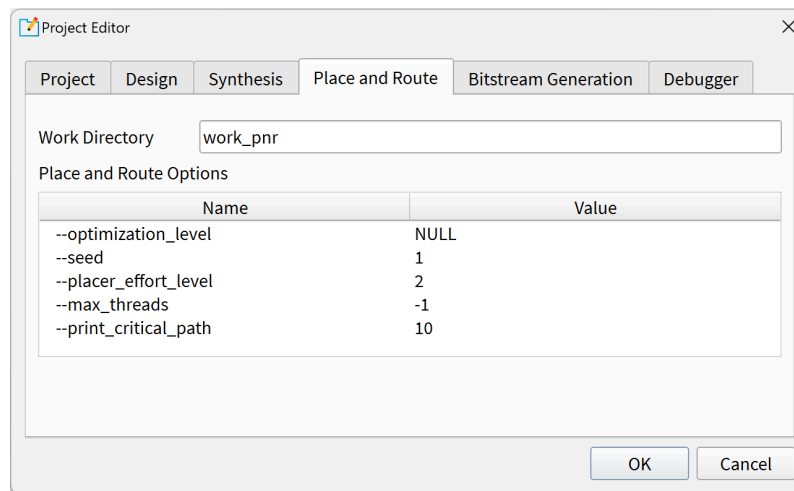 Project Editor
Project Design Synthesis Place and Route Bitstream Generation Debugger
Work Directory work_pnr
Place and Route Options
Name Value
--optimization_level NULL
--seed 1
--placer_effort_level 2
--max_threads -1
--print_critical_path 10
OK Cancel